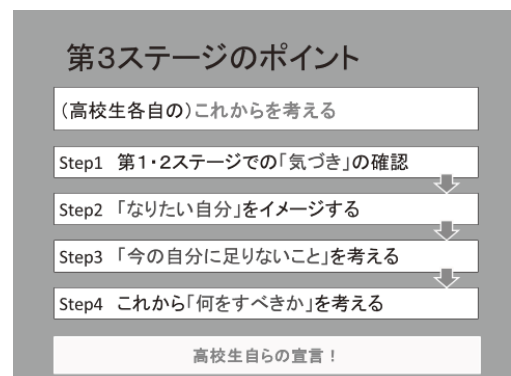 第3ステージのポイント
(高校生各自の)これからを考える
Step1 第1・2ステージでの「気づき」の確認
Step2 「なりたい自分」をイメージする
Step3 「今の自分に足りないこと」を考える
Step4 これから「何をすべきか」を考える
高校生自らの宣言！